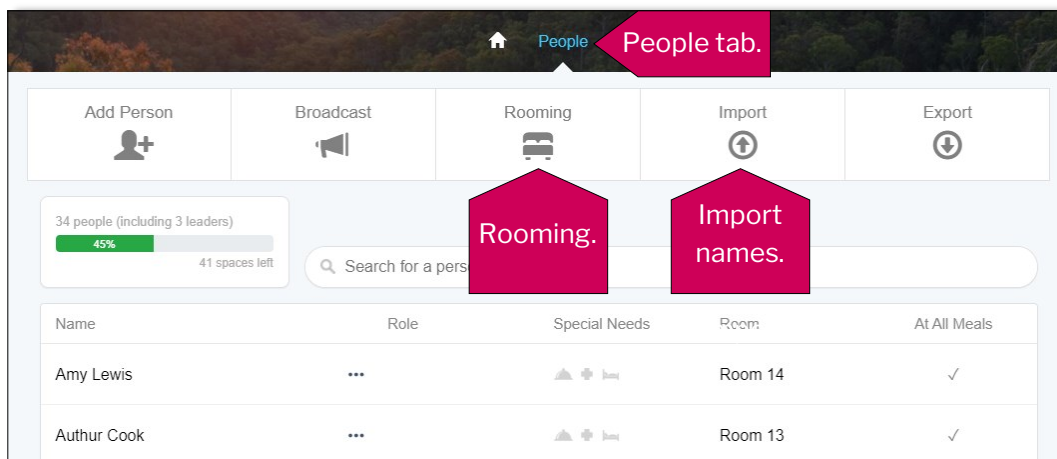 People
People tab.
Add Person
Broadcast
Rooming
Import
Export
Rooming.
Import
names.
34 people (including 3 leaders)
45%
41 spaces left
Search for a pers
Name Role Special Needs Room At All Meals
Amy Lewis ••• Room 14 ✓
Authur Cook ••• Room 13 ✓